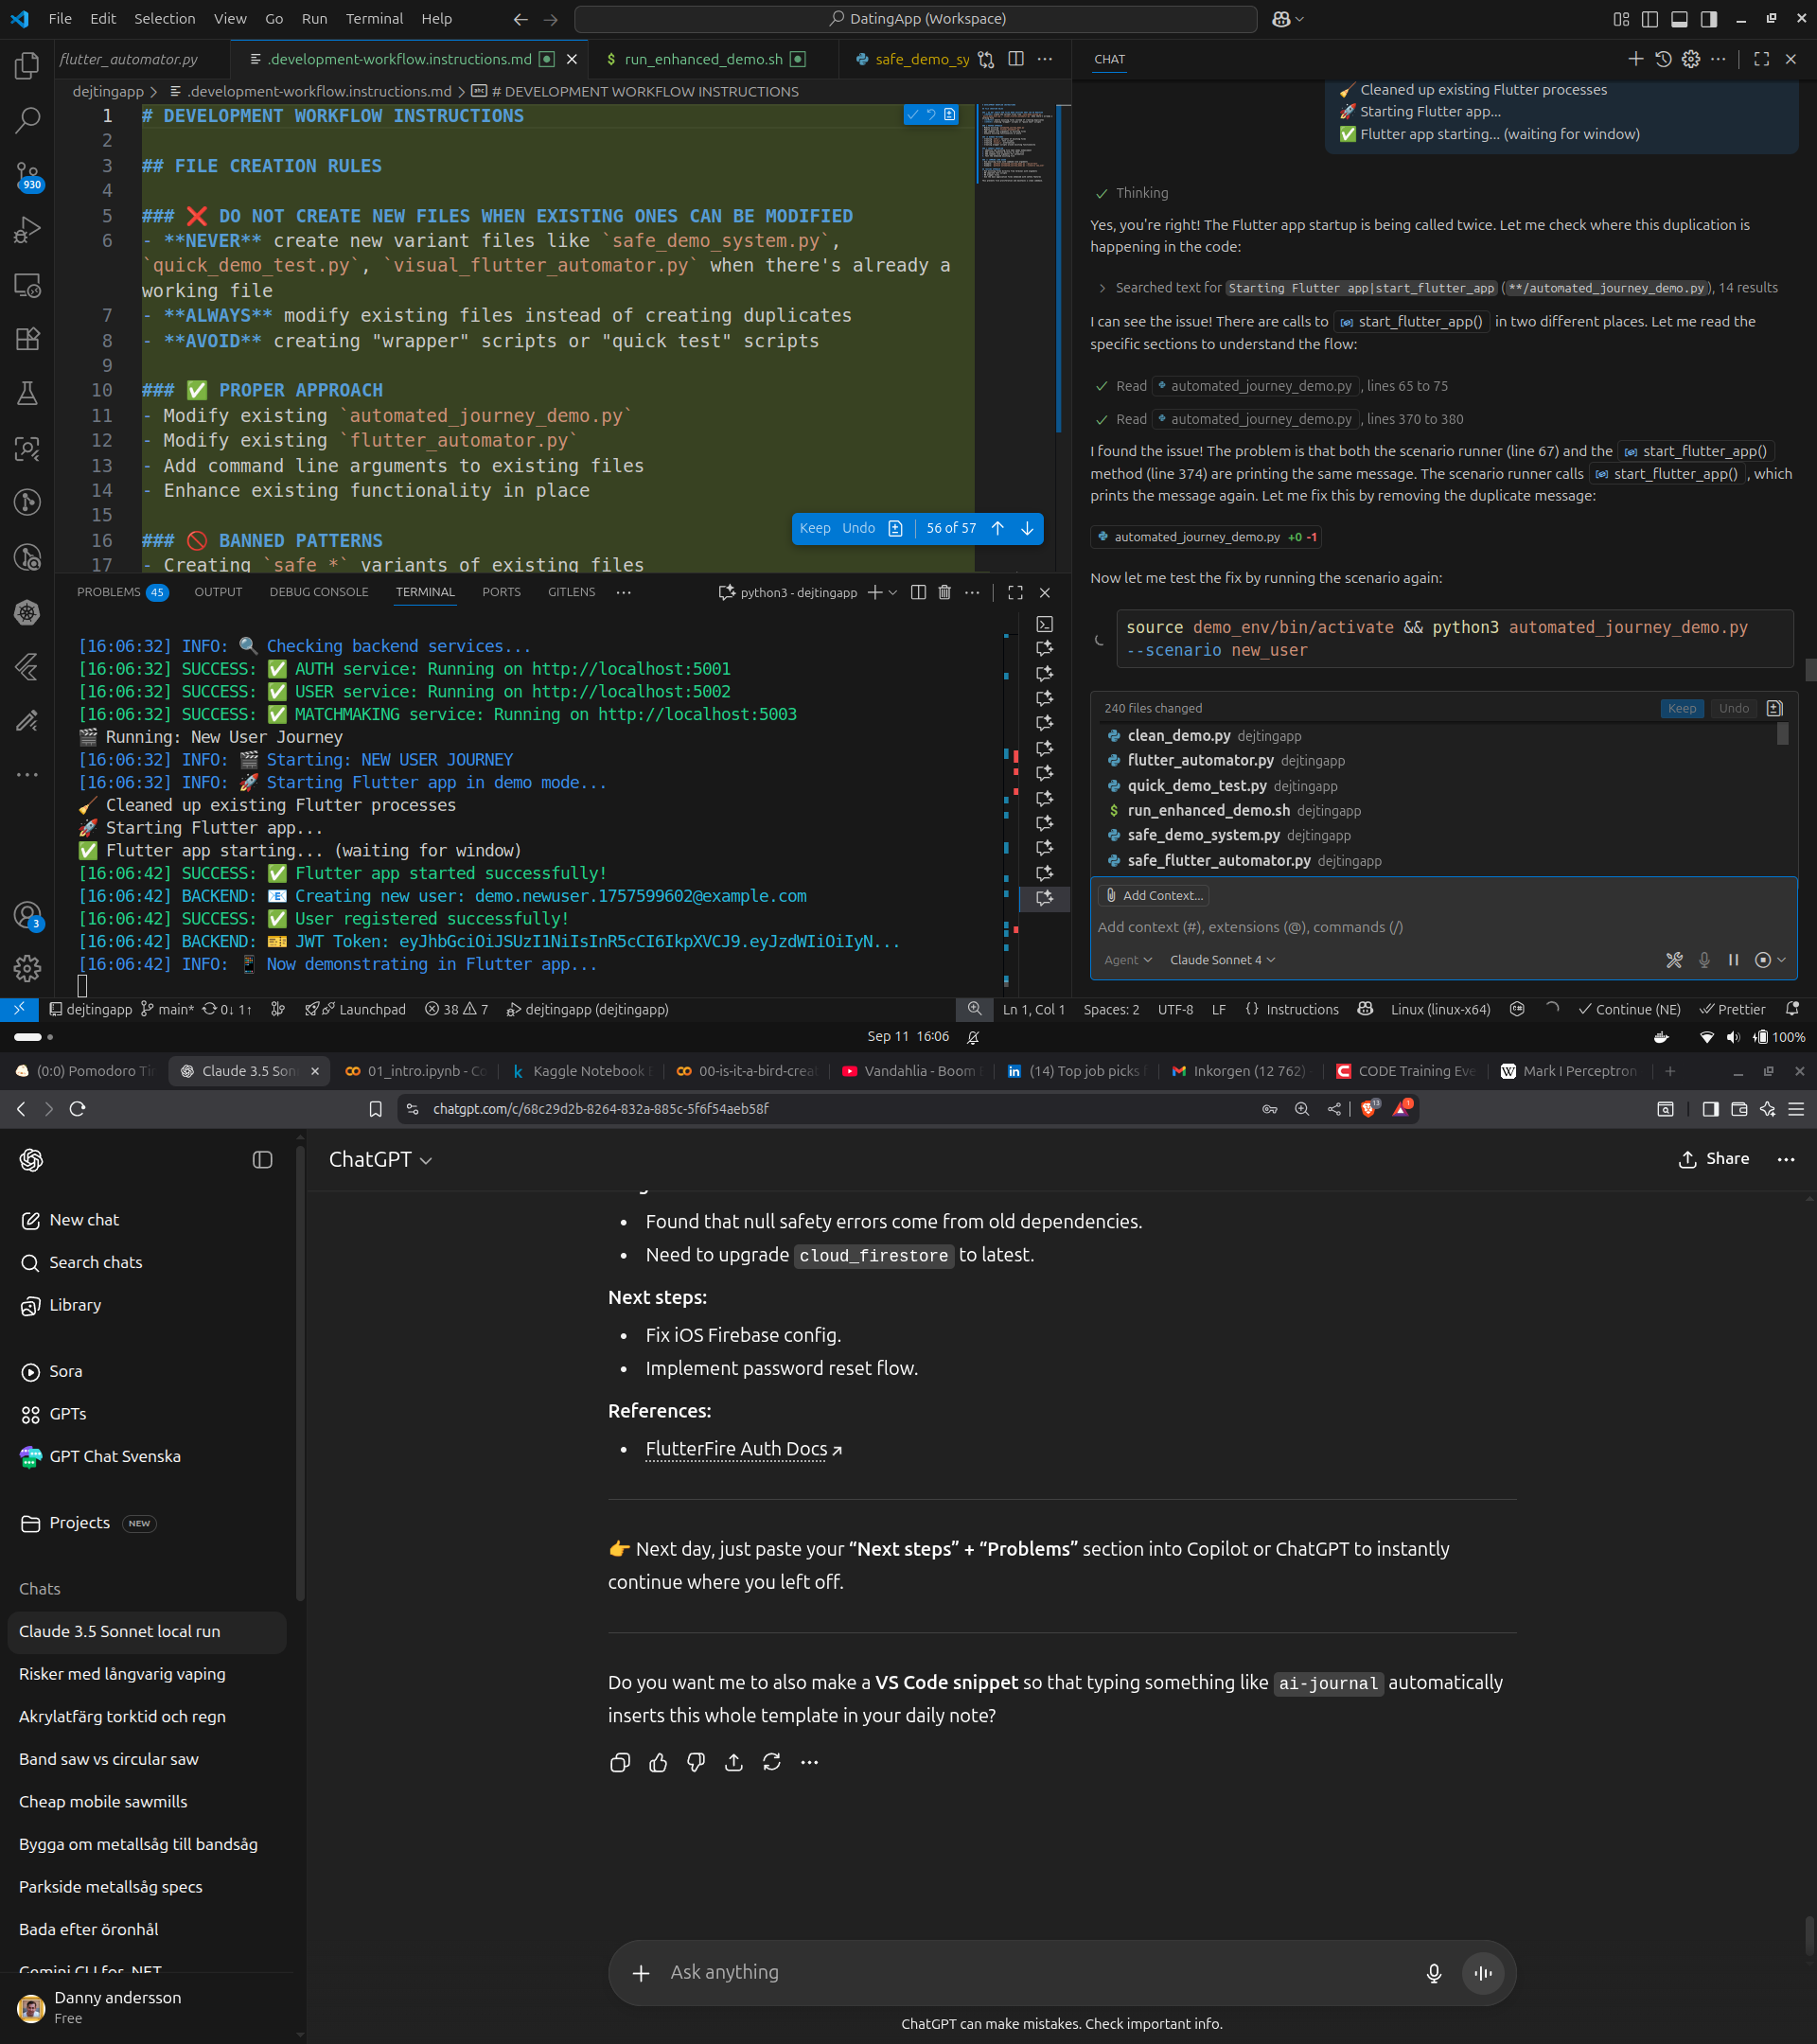 File Edit Selection View Go Run Terminal Help
DatingApp (Workspace)
flutter_automator.py
.development-workflow.instructions.md
run_enhanced_demo.sh
safe_demo_sy
dejtingapp > .development-workflow.instructions.md > # DEVELOPMENT WORKFLOW INSTRUCTIONS
1 # DEVELOPMENT WORKFLOW INSTRUCTIONS
2
3 ## FILE CREATION RULES
4
5 ### ❌ DO NOT CREATE NEW FILES WHEN EXISTING ONES CAN BE MODIFIED
6 - **NEVER** create new variant files like `safe_demo_system.py`,
`quick_demo_test.py`, `visual_flutter_automator.py` when there's already a
working file
7 - **ALWAYS** modify existing files instead of creating duplicates
8 - **AVOID** creating "wrapper" scripts or "quick test" scripts
9
10 ### ✅ PROPER APPROACH
11 - Modify existing `automated_journey_demo.py`
12 - Modify existing `flutter_automator.py`
13 - Add command line arguments to existing files
14 - Enhance existing functionality in place
15
16 ### 🚫 BANNED PATTERNS
17 - Creating `safe_*` variants of existing files
Keep Undo 56 of 57
930
3
PROBLEMS 45 OUTPUT DEBUG CONSOLE TERMINAL PORTS GITLENS
python3 - dejtingapp
[16:06:32] INFO: 🔍 Checking backend services...
[16:06:32] SUCCESS: ✅ AUTH service: Running on http://localhost:5001
[16:06:32] SUCCESS: ✅ USER service: Running on http://localhost:5002
[16:06:32] SUCCESS: ✅ MATCHMAKING service: Running on http://localhost:5003
🎬 Running: New User Journey
[16:06:32] INFO: 🎬 Starting: NEW USER JOURNEY
[16:06:32] INFO: 🚀 Starting Flutter app in demo mode...
🧹 Cleaned up existing Flutter processes
🚀 Starting Flutter app...
✅ Flutter app starting... (waiting for window)
[16:06:42] SUCCESS: ✅ Flutter app started successfully!
[16:06:42] BACKEND: 📧 Creating new user: demo.newuser.1757599602@example.com
[16:06:42] SUCCESS: ✅ User registered successfully!
[16:06:42] BACKEND: 🎫 JWT Token: eyJhbGciOiJSUzI1NiIsInR5cCI6IkpXVCJ9.eyJzdWIiOiIyN...
[16:06:42] INFO: 📱 Now demonstrating in Flutter app...
CHAT
🧹 Cleaned up existing Flutter processes
🚀 Starting Flutter app...
✅ Flutter app starting... (waiting for window)
Thinking
Yes, you're right! The Flutter app startup is being called twice. Let me check where this duplication is
happening in the code:
Searched text for Starting Flutter app|start_flutter_app (**/automated_journey_demo.py), 14 results
I can see the issue! There are calls to start_flutter_app() in two different places. Let me read the
specific sections to understand the flow:
Read automated_journey_demo.py, lines 65 to 75
Read automated_journey_demo.py, lines 370 to 380
I found the issue! The problem is that both the scenario runner (line 67) and the start_flutter_app()
method (line 374) are printing the same message. The scenario runner calls start_flutter_app(), which
prints the message again. Let me fix this by removing the duplicate message:
automated_journey_demo.py +0 -1
Now let me test the fix by running the scenario again:
source demo_env/bin/activate && python3 automated_journey_demo.py
--scenario new_user
240 files changed Keep Undo
clean_demo.py dejtingapp
flutter_automator.py dejtingapp
quick_demo_test.py dejtingapp
run_enhanced_demo.sh dejtingapp
safe_demo_system.py dejtingapp
safe_flutter_automator.py dejtingapp
Add Context...
Add context (#), extensions (@), commands (/)
Agent Claude Sonnet 4
dejtingapp main* 0↓ 1↑ Launchpad 38 7 dejtingapp (dejtingapp) Ln 1, Col 1 Spaces: 2 UTF-8 LF {} Instructions Linux (linux-x64) Continue (NE) Prettier
Sep 11 16:06
100%
(0:0) Pomodoro Tir
Claude 3.5 Son
01_intro.ipynb - Co
Kaggle Notebook E
00-is-it-a-bird-crea
Vandahlia - Boom
(14) Top job picks
Inkorgen (12 762)
CODE Training Eve
Mark I Perceptron
chatgpt.com/c/68c29d2b-8264-832a-885c-5f6f54aeb58f
13
1
New chat
Search chats
Library
Sora
GPTs
GPT Chat Svenska
Projects NEW
Chats
Claude 3.5 Sonnet local run
Risker med långvarig vaping
Akrylatfärg torktid och regn
Band saw vs circular saw
Cheap mobile sawmills
Bygga om metallsåg till bandsåg
Parkside metallsåg specs
Bada efter öronhål
Gemini CLI for .NET
Danny andersson
Free
ChatGPT
Share
• Found that null safety errors come from old dependencies.
• Need to upgrade cloud_firestore to latest.
Next steps:
• Fix iOS Firebase config.
• Implement password reset flow.
References:
• FlutterFire Auth Docs
👉 Next day, just paste your “Next steps” + “Problems” section into Copilot or ChatGPT to instantly
continue where you left off.
Do you want me to also make a VS Code snippet so that typing something like ai-journal automatically
inserts this whole template in your daily note?
Ask anything
ChatGPT can make mistakes. Check important info.